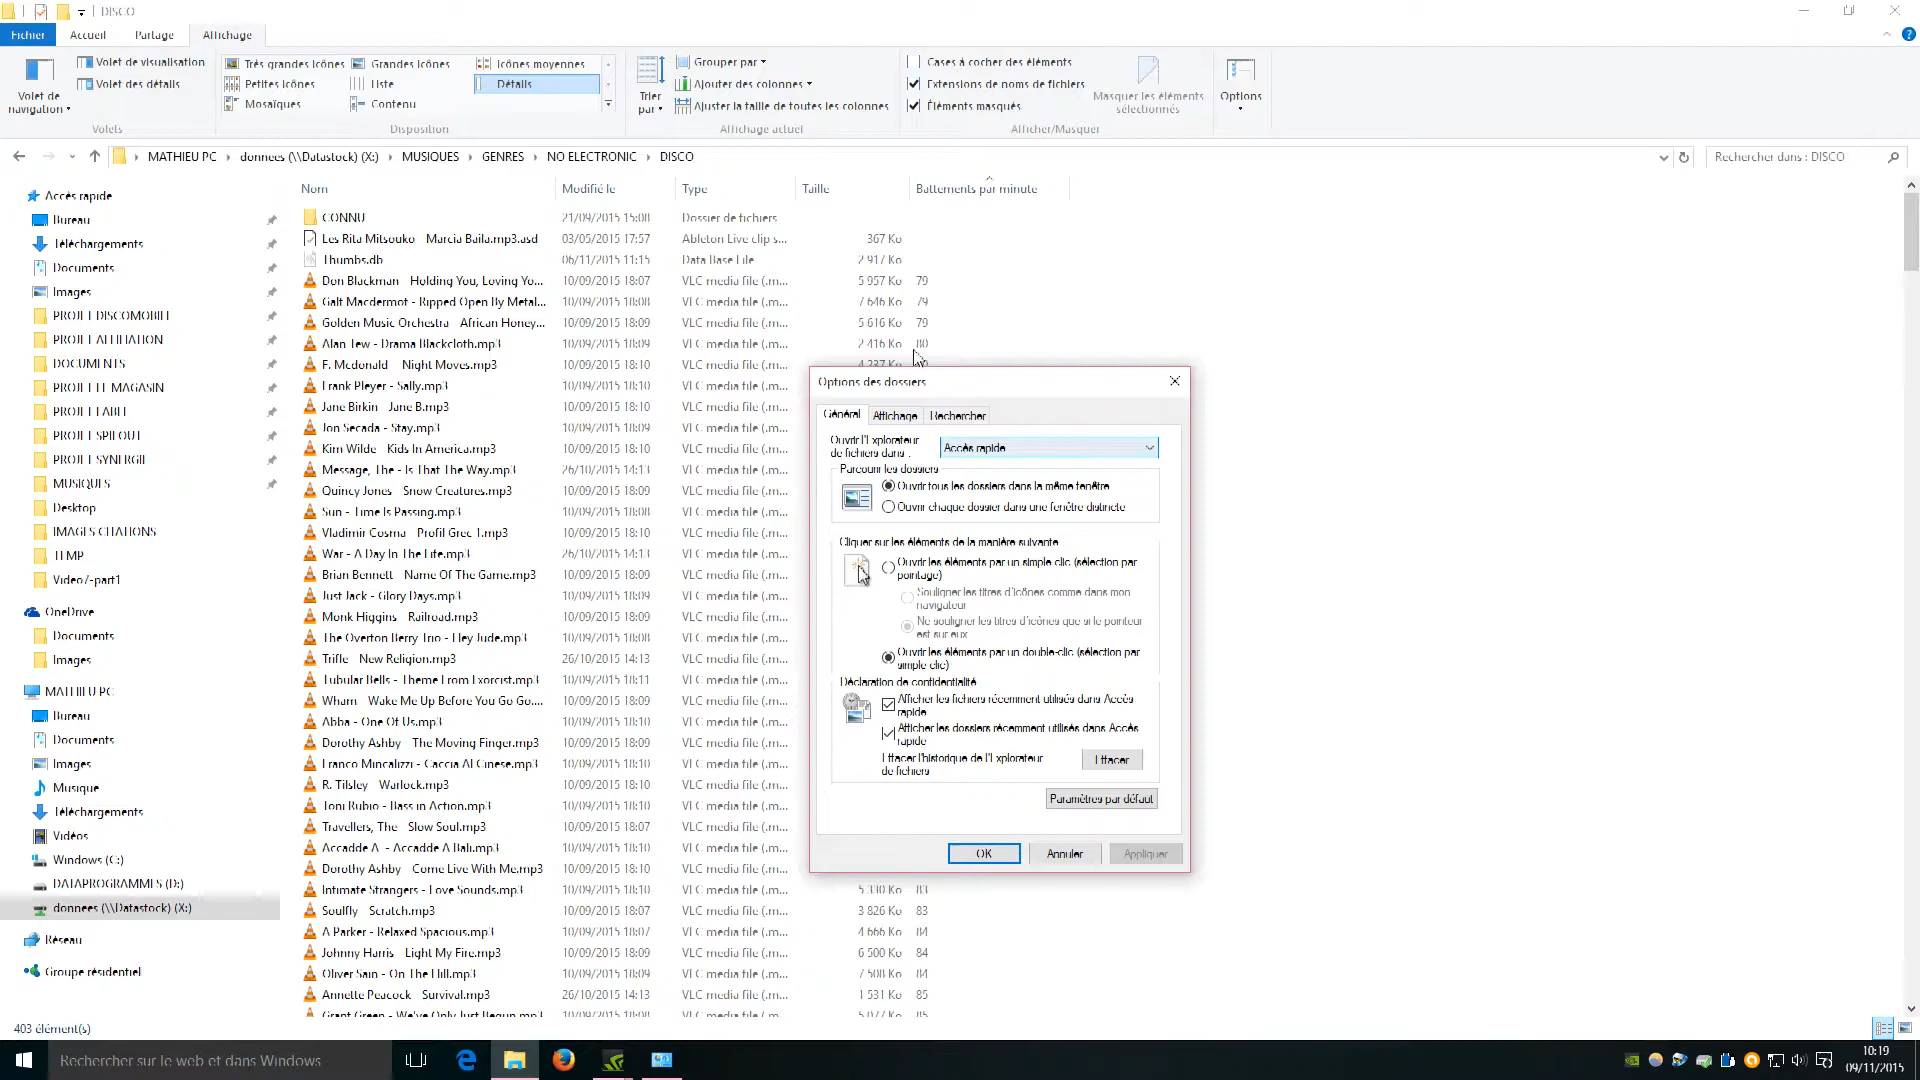 DISCO
Fichier Accueil Partage Affichage
Volet de navigation
Volet de visualisation
Volet des détails
Volets
Très grandes icônes Grandes icônes Icônes moyennes
Petites icônes Liste Détails
Mosaïques Contenu
Disposition
Trier par
Grouper par
Ajouter des colonnes
Ajuster la taille de toutes les colonnes
Affichage actuel
Cases à cocher des éléments
Extensions de noms de fichiers
Éléments masqués
Masquer les éléments sélectionnés
Afficher/Masquer
Options
MATHIEU PC > donnees (\\Datastock) (X:) > MUSIQUES > GENRES > NO ELECTRONIC > DISCO
Rechercher dans : DISCO
Accès rapide
Bureau
Téléchargements
Documents
Images
PROJET DISCOMOBILE
PROJET AFFILIATION
DOCUMENTS
PROJET LE MAGASIN
PROJET LABEL
PROJET SPILOUT
PROJET SYNERGIE
MUSIQUES
Desktop
IMAGES CITATIONS
TEMP
Video7-part1
OneDrive
Documents
Images
MATHIEU PC
Bureau
Documents
Images
Musique
Téléchargements
Vidéos
Windows (C:)
DATAPROGRAMMES (D:)
donnees (\\Datastock) (X:)
Réseau
Groupe résidentiel
Nom Modifié le Type Taille Battements par minute
CONNU 21/09/2015 15:08 Dossier de fichiers
Les Rita Mitsouko - Marcia Baila.mp3.asd 03/05/2015 17:57 Ableton Live clip s... 367 Ko
Thumbs.db 06/11/2015 11:15 Data Base File 2 917 Ko
Don Blackman - Holding You, Loving Yo... 10/09/2015 18:07 VLC media file (.m... 5 957 Ko 79
Galt Macdermot - Ripped Open By Metal... 10/09/2015 18:08 VLC media file (.m... 7 646 Ko 79
Golden Music Orchestra - African Honey... 10/09/2015 18:09 VLC media file (.m... 5 616 Ko 79
Alan Tew - Drama Blackcloth.mp3 10/09/2015 18:09 VLC media file (.m... 2 416 Ko 80
F. Mcdonald - Night Moves.mp3 10/09/2015 18:10 VLC media file (.m...
Frank Pleyer - Sally.mp3 10/09/2015 18:10 VLC media file (.m...
Jane Birkin - Jane B.mp3 10/09/2015 18:10 VLC media file (.m...
Jon Secada - Stay.mp3 10/09/2015 18:09 VLC media file (.m...
Kim Wilde - Kids In America.mp3 10/09/2015 18:10 VLC media file (.m...
Message, The - Is That The Way.mp3 26/10/2015 14:13 VLC media file (.m...
Quincy Jones - Snow Creatures.mp3 10/09/2015 18:09 VLC media file (.m...
Sun - Time Is Passing.mp3 10/09/2015 18:09 VLC media file (.m...
Vladimir Cosma - Profil Grec 1.mp3 10/09/2015 18:09 VLC media file (.m...
War - A Day In The Life.mp3 26/10/2015 14:13 VLC media file (.m...
Brian Bennett - Name Of The Game.mp3 10/09/2015 18:09 VLC media file (.m...
Just Jack - Glory Days.mp3 10/09/2015 18:09 VLC media file (.m...
Monk Higgins - Railroad.mp3 10/09/2015 18:09 VLC media file (.m...
The Overton Berry Trio - Hey Jude.mp3 10/09/2015 18:08 VLC media file (.m...
Trifle - New Religion.mp3 26/10/2015 14:13 VLC media file (.m...
Tubular Bells - Theme From Exorcist.mp3 10/09/2015 18:11 VLC media file (.m...
Wham - Wake Me Up Before You Go Go.... 10/09/2015 18:09 VLC media file (.m...
Abba - One Of Us.mp3 10/09/2015 18:10 VLC media file (.m...
Dorothy Ashby - The Moving Finger.mp3 10/09/2015 18:09 VLC media file (.m...
Franco Mincalizzi - Caccia Al Cinese.mp3 10/09/2015 18:09 VLC media file (.m...
R. Tilsley - Warlock.mp3 10/09/2015 18:10 VLC media file (.m...
Toni Rubio - Bass in Action.mp3 10/09/2015 18:10 VLC media file (.m...
Travellers, The - Slow Soul.mp3 10/09/2015 18:07 VLC media file (.m...
Accadde A - Accadde A Bali.mp3 10/09/2015 18:10 VLC media file (.m...
Dorothy Ashby - Come Live With Me.mp3 10/09/2015 18:10 VLC media file (.m...
Intimate Strangers - Love Sounds.mp3 10/09/2015 18:10 VLC media file (.m... 5 330 Ko 83
Soulfly - Scratch.mp3 10/09/2015 18:07 VLC media file (.m... 3 826 Ko 83
A Parker - Relaxed Spacious.mp3 10/09/2015 18:07 VLC media file (.m... 4 666 Ko 84
Johnny Harris - Light My Fire.mp3 10/09/2015 18:09 VLC media file (.m... 6 500 Ko 84
Oliver Sain - On The Hill.mp3 10/09/2015 18:09 VLC media file (.m... 7 508 Ko 84
Annette Peacock - Survival.mp3 26/10/2015 14:13 VLC media file (.m... 1 531 Ko 85
Grant Green - We've Only Just Begun.mp3 10/09/2015 18:08 VLC media file (.m... 5 077 Ko 85
Options des dossiers
Général Affichage Rechercher
Ouvrir l'Explorateur de fichiers dans : Accès rapide
Parcourir les dossiers
Ouvrir tous les dossiers dans la même fenêtre
Ouvrir chaque dossier dans une fenêtre distincte
Cliquer sur les éléments de la manière suivante
Ouvrir les éléments par un simple clic (sélection par
pointage)
Souligner les titres d'icônes comme dans mon
navigateur
Ne souligner les titres d'icônes que si le pointeur
est sur eux
Ouvrir les éléments par un double-clic (sélection par
simple clic)
Déclaration de confidentialité
Afficher les fichiers récemment utilisés dans Accès
rapide
Afficher les dossiers récemment utilisés dans Accès
rapide
Effacer l'historique de l'Explorateur
de fichiers
Effacer
Paramètres par défaut
OK Annuler Appliquer
403 élément(s)
Rechercher sur le web et dans Windows
10:19
09/11/2015